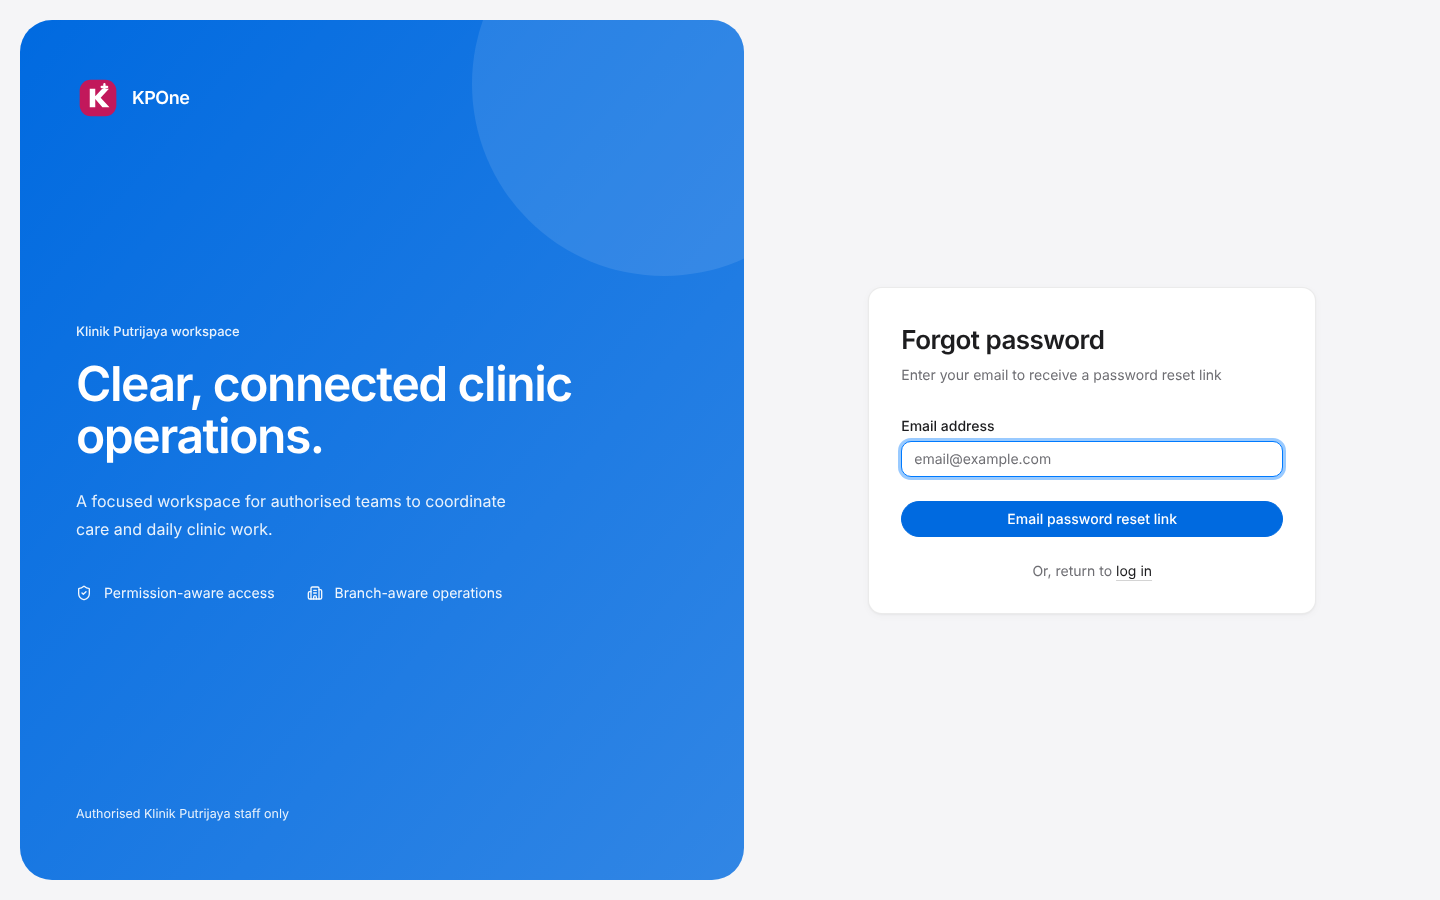 KPOne
Klinik Putrijaya workspace
Clear, connected clinic
operations.
A focused workspace for authorised teams to coordinate
care and daily clinic work.
Permission-aware access
Branch-aware operations
Authorised Klinik Putrijaya staff only
Forgot password
Enter your email to receive a password reset link
Email address
email@example.com
Email password reset link
Or, return to log in